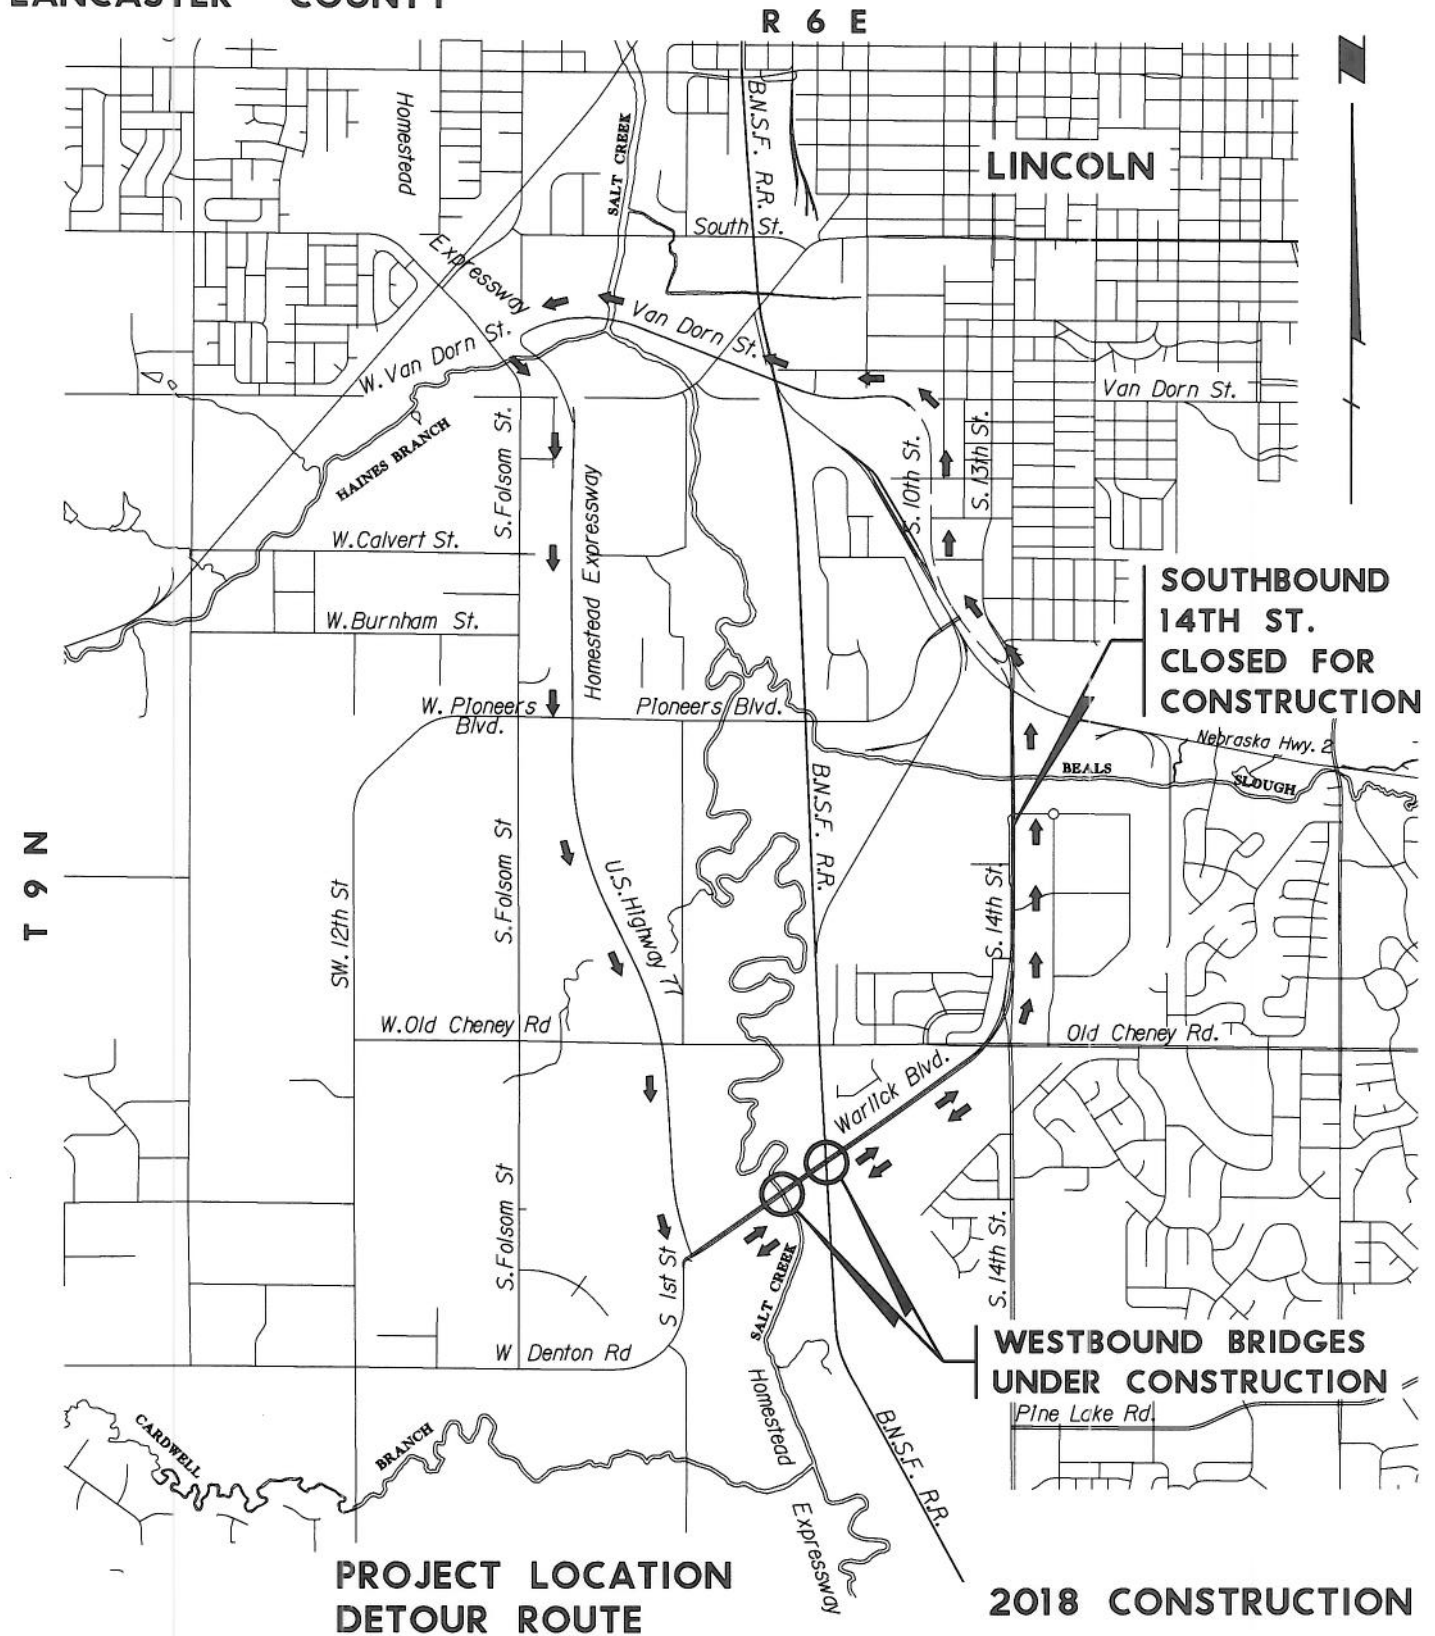 LANCASTER COUNTY
R 6 E
Homestead
SALT CREEK
B.N.S.F. R.R.
LINCOLN
South St.
Expressway
Van Dorn St.
W. Van Dorn St.
Van Dorn St.
HAINES BRANCH
S. Folsom St.
Homestead Expressway
S. 10th St.
S. 13th St.
W. Calvert St.
W. Burnham St.
SOUTHBOUND
14TH ST.
CLOSED FOR
CONSTRUCTION
W. Pioneers
Blvd.
Pioneers Blvd.
Nebraska Hwy. 2
BEALS
SLOUGH
B.N.S.F. R.R.
T 9 N
SW. 12th St
S. Folsom St
U.S. Highway 77
S. 14th St.
W. Old Cheney Rd
Old Cheney Rd.
Warlick Blvd.
S. Folsom St
S 1st St
SALT CREEK
S. 14th St.
W Denton Rd
WESTBOUND BRIDGES
UNDER CONSTRUCTION
Pine Lake Rd.
CARDWELL
BRANCH
Homestead
Expressway
B.N.S.F. R.R.
PROJECT LOCATION
DETOUR ROUTE
2018 CONSTRUCTION